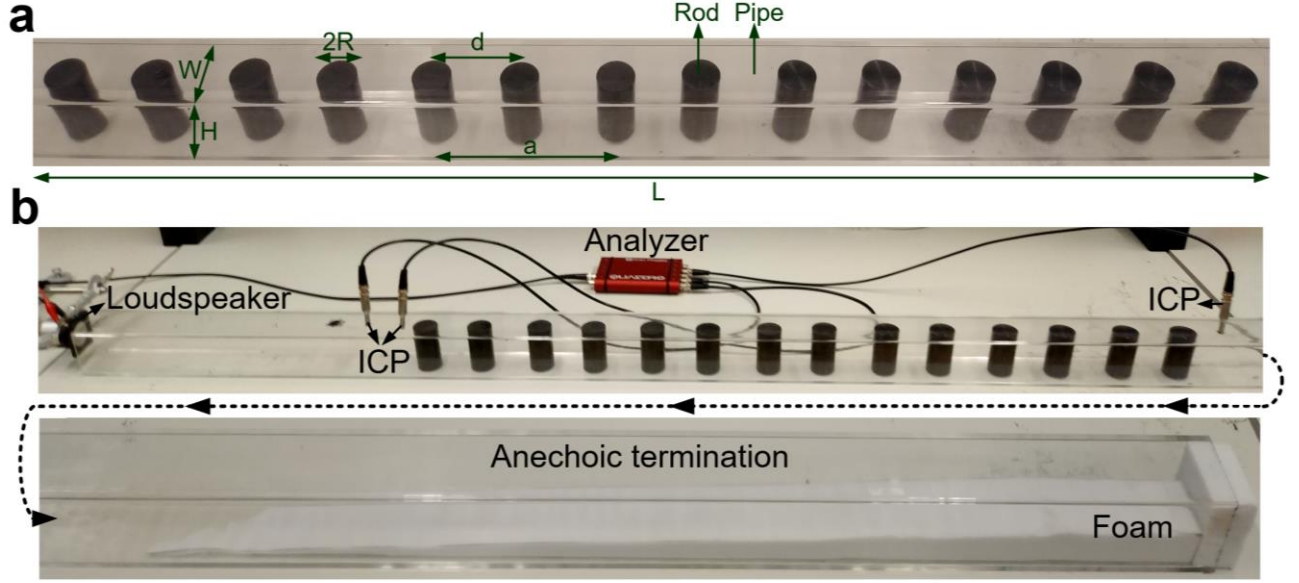 a
Rod Pipe
2R
d
W
H
a
L
b
Analyzer
Loudspeaker
ICP
ICP
Anechoic termination
Foam